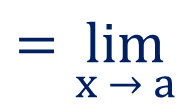 = lim
x → a